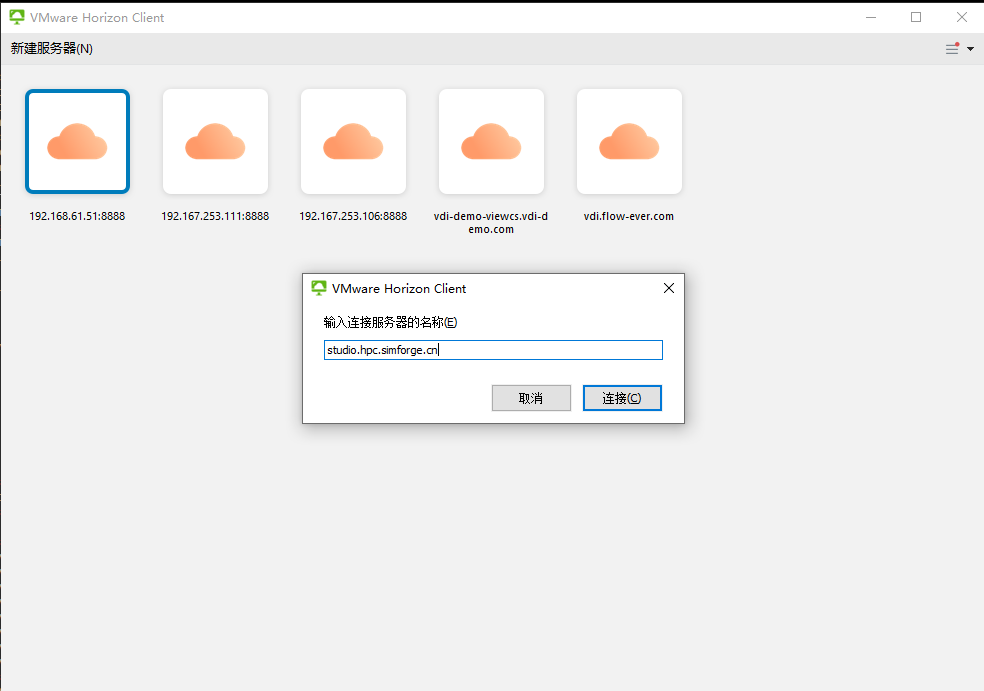 VMware Horizon Client
新建服务器(N)
192.168.61.51:8888
192.167.253.111:8888
192.167.253.106:8888
vdi-demo-viewcs.vdi-d
emo.com
vdi.flow-ever.com
VMware Horizon Client
输入连接服务器的名称(E)
studio.hpc.simforge.cn
取消
连接(C)